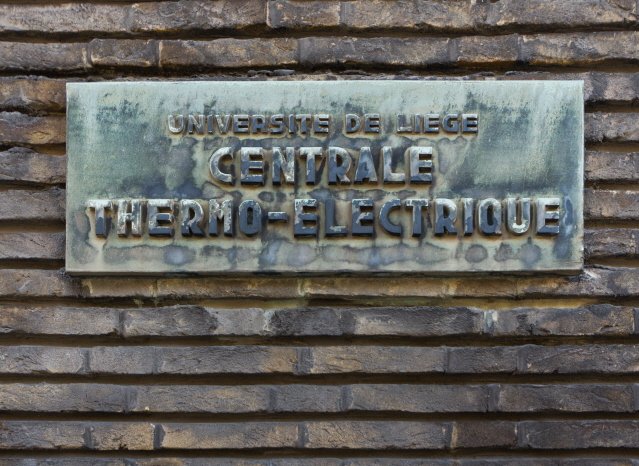 UNIVERSITE DE LIEGE
CENTRALE
THERMO-ELECTRIQUE